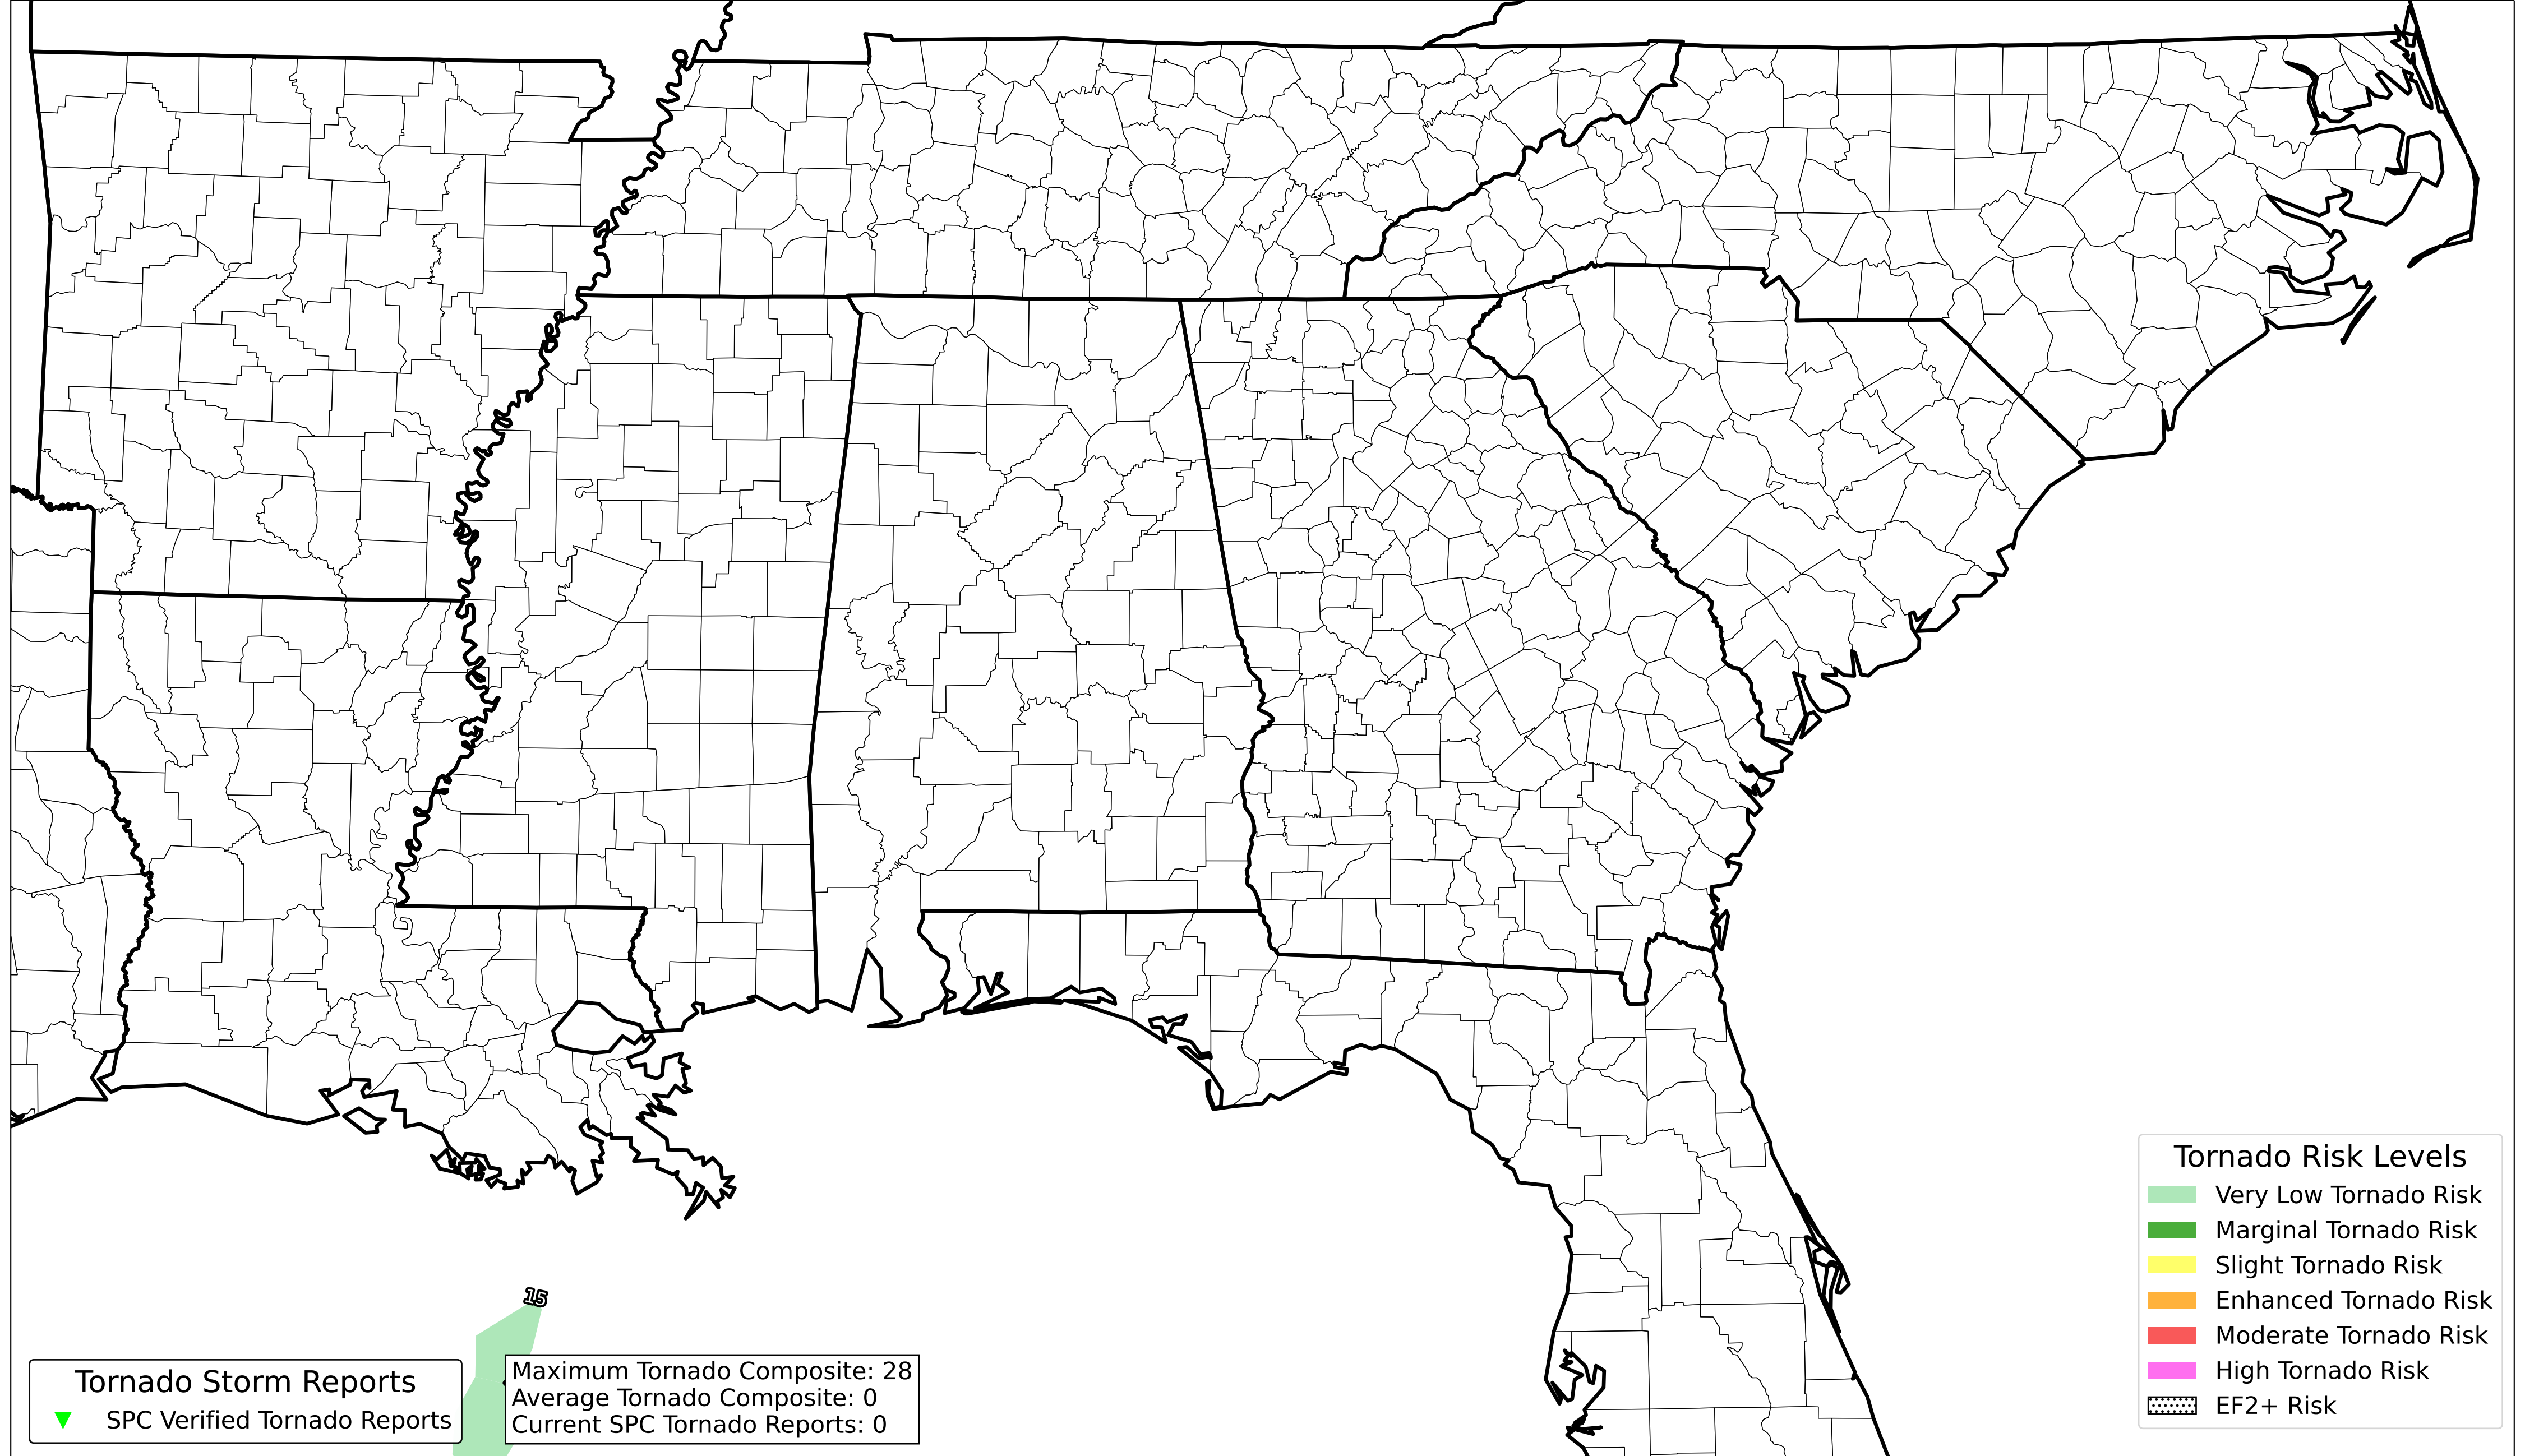 15
Tornado Storm Reports
SPC Verified Tornado Reports
Maximum Tornado Composite: 28
Average Tornado Composite: 0
Current SPC Tornado Reports: 0
Tornado Risk Levels
Very Low Tornado Risk
Marginal Tornado Risk
Slight Tornado Risk
Enhanced Tornado Risk
Moderate Tornado Risk
High Tornado Risk
EF2+ Risk